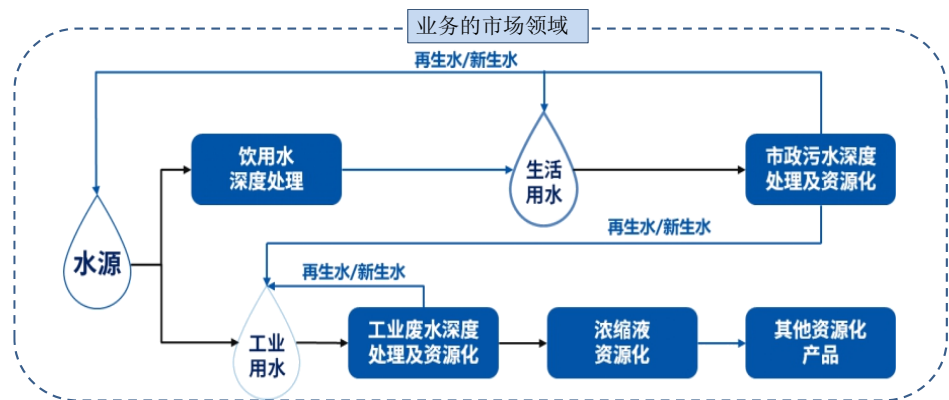 业务的市场领域
再生水/新生水
饮用水
深度处理
生活
用水
市政污水深度
处理及资源化
再生水/新生水
水源
再生水/新生水
工业
用水
工业废水深度
处理及资源化
浓缩液
资源化
其他资源化
产品